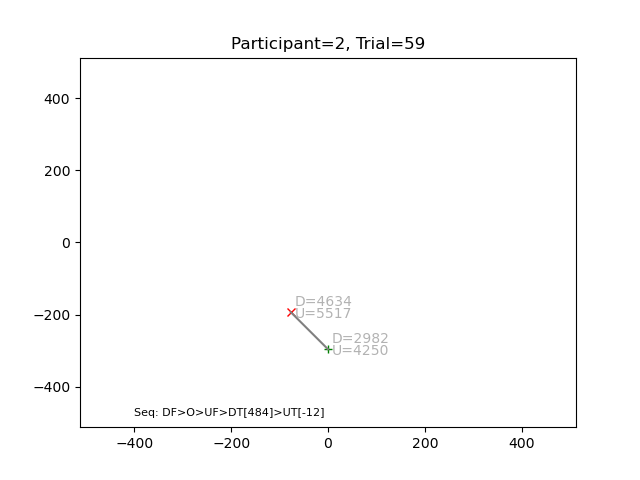 Participant=2, Trial=59
400
200
0
−200
−400
D=4634
U=5517
D=2982
U=4250
Seq: DF>O>UF>DT[484]>UT[-12]
−400
−200
0
200
400